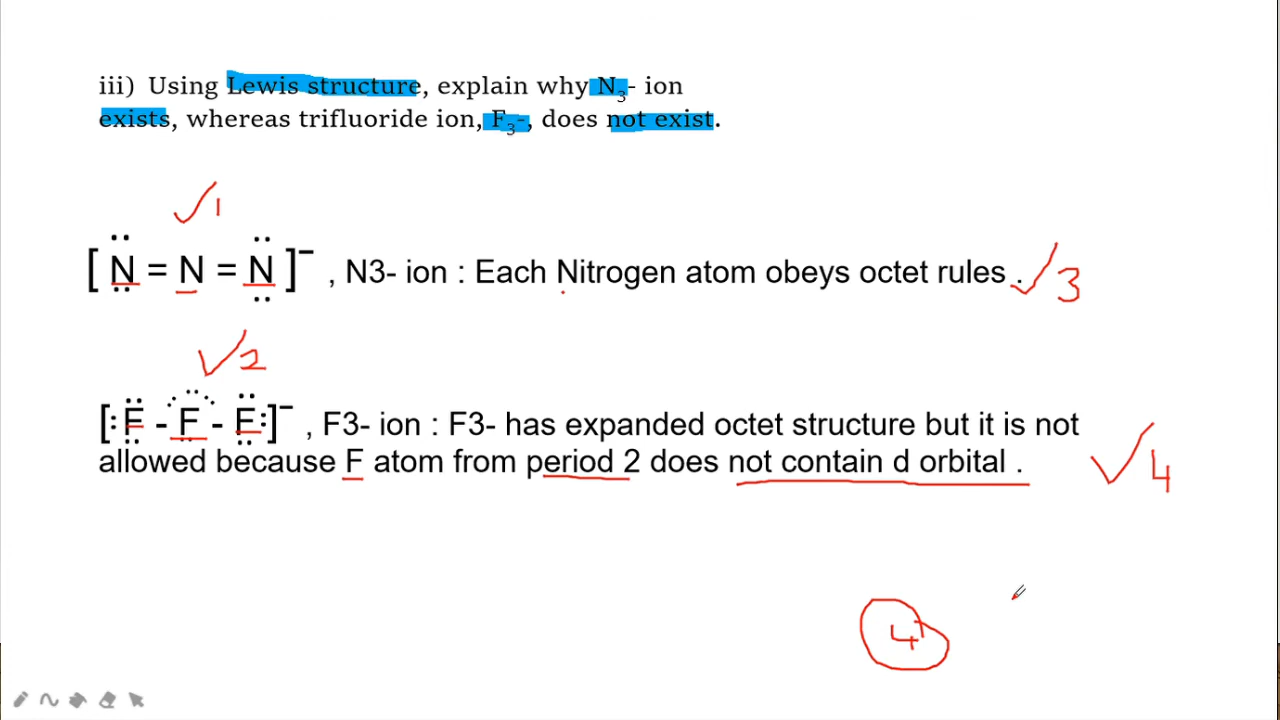 iii) Using Lewis structure, explain why N₃- ion
exists, whereas trifluoride ion, F₃-, does not exist.
✓1
[ N = N = N ]⁻ , N3- ion : Each Nitrogen atom obeys octet rules . ✓3
✓2
[:F - F - F:]⁻ , F3- ion : F3- has expanded octet structure but it is not
allowed because F atom from period 2 does not contain d orbital . ✓4
4